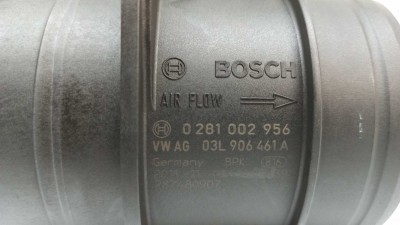 BOSCH
AIR FLOW
0 281 002 956
VW AG 03L 906 461 A
Germany